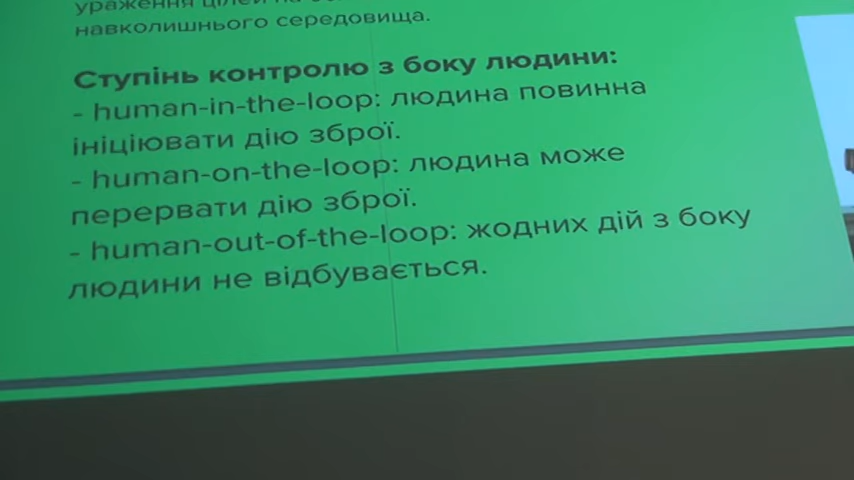 ураження цілей на
навколишнього середовища.
Ступінь контролю з боку людини:
- human-in-the-loop: людина повинна
ініціювати дію зброї.
- human-on-the-loop: людина може
перервати дію зброї.
- human-out-of-the-loop: жодних дій з боку
людини не відбувається.